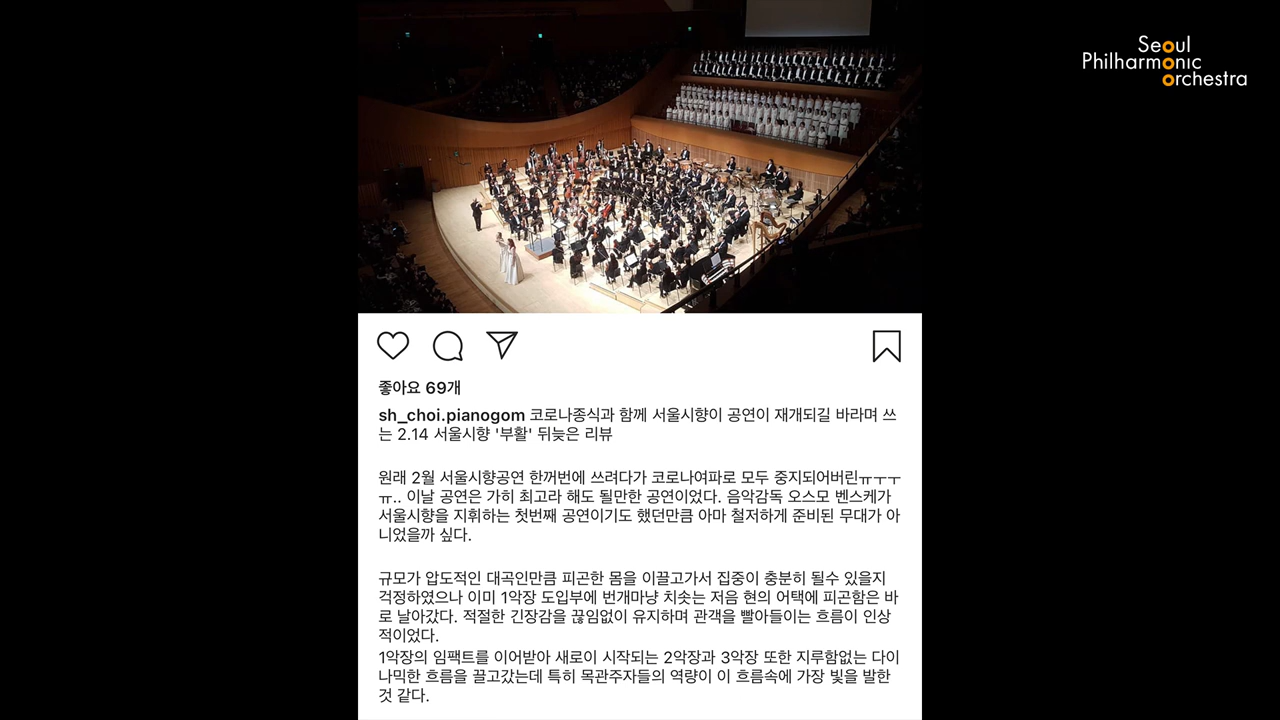 Seoul
Philharmonic
orchestra
좋아요 69개
sh_choi.pianogom 코로나종식과 함께 서울시향이 공연이 재개되길 바라며 쓰
는 2.14 서울시향 '부활' 뒤늦은 리뷰
원래 2월 서울시향공연 한꺼번에 쓰려다가 코로나여파로 모두 중지되어버린ㅠㅜㅜ
ㅠ.. 이날 공연은 가히 최고라 해도 될만한 공연이었다. 음악감독 오스모 벤스케가
서울시향을 지휘하는 첫번째 공연이기도 했던만큼 아마 철저하게 준비된 무대가 아
니었을까 싶다.
규모가 압도적인 대곡인만큼 피곤한 몸을 이끌고가서 집중이 충분히 될수 있을지
걱정하였으나 이미 1악장 도입부에 번개마냥 치솟는 저음 현의 어택에 피곤함은 바
로 날아갔다. 적절한 긴장감을 끊임없이 유지하며 관객을 빨아들이는 흐름이 인상
적이었다.
1악장의 임팩트를 이어받아 새로이 시작되는 2악장과 3악장 또한 지루함없는 다이
나믹한 흐름을 끌고갔는데 특히 목관주자들의 역량이 이 흐름속에 가장 빛을 발한
것 같다.